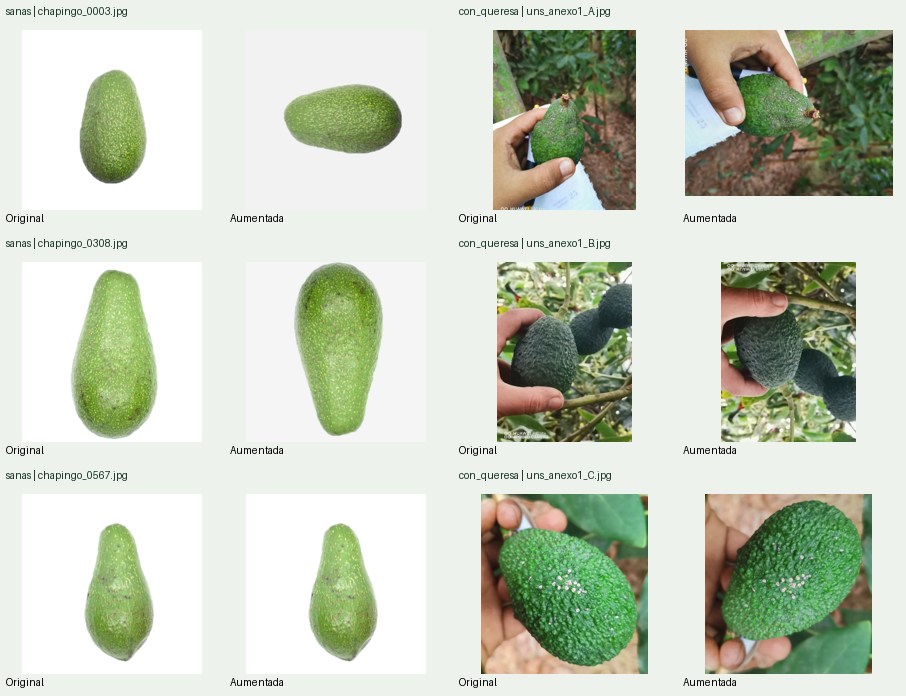 sanas | chapingo_0003.jpg
con_queresa | uns_anexo1_A.jpg
Original
Aumentada
Original
Aumentada
sanas | chapingo_0308.jpg
con_queresa | uns_anexo1_B.jpg
Original
Aumentada
Original
Aumentada
sanas | chapingo_0567.jpg
con_queresa | uns_anexo1_C.jpg
Original
Aumentada
Original
Aumentada